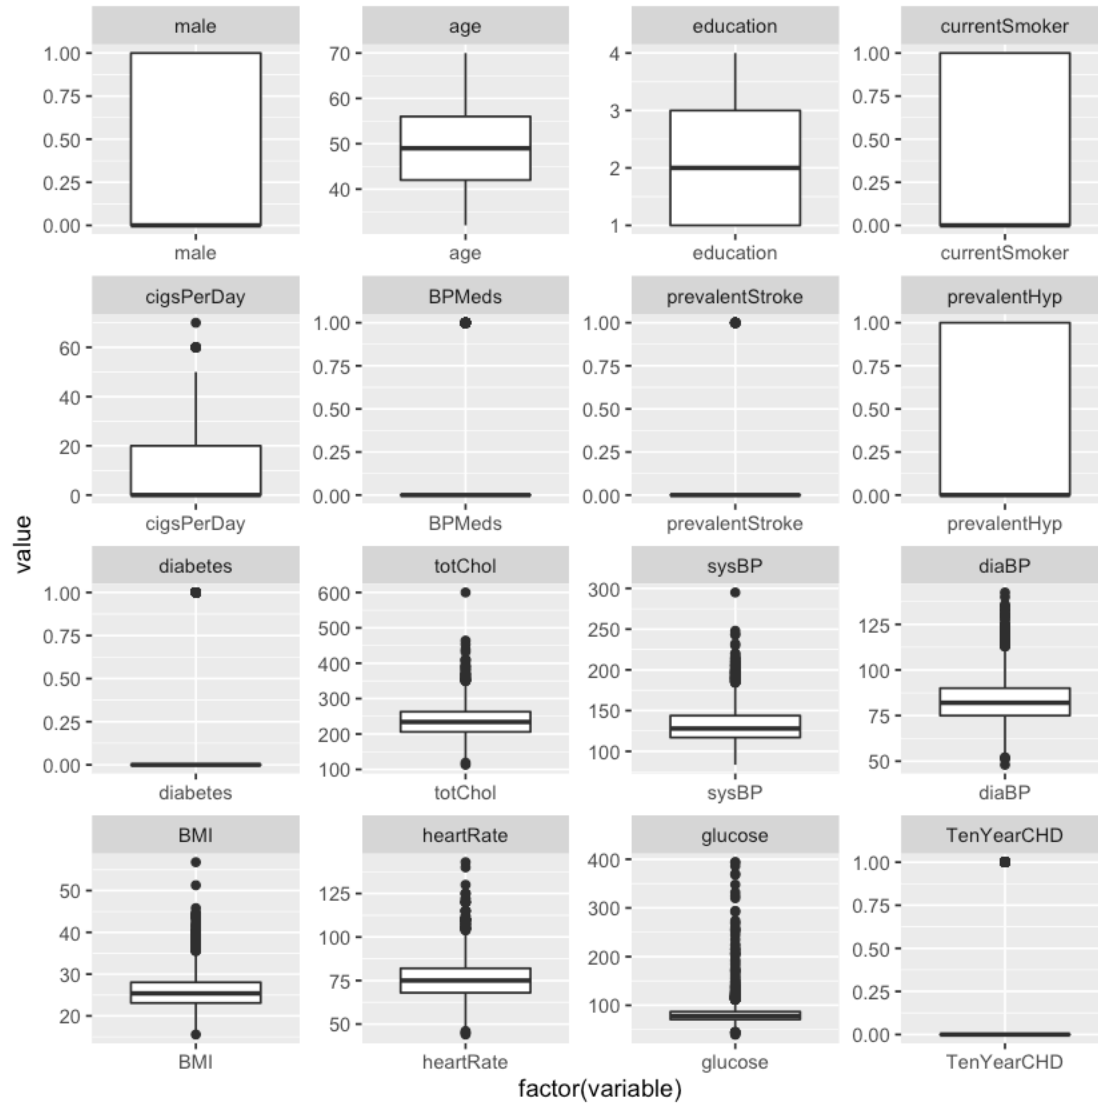 male age education currentSmoker
1.00 0.75 0.50 0.25 0.00
70 60 50 40
4 3 2 1
1.00 0.75 0.50 0.25 0.00
male age education currentSmoker
cigsPerDay BPMeds prevalentStroke prevalentHyp
60 40 20 0
1.00 0.75 0.50 0.25 0.00
1.00 0.75 0.50 0.25 0.00
1.00 0.75 0.50 0.25 0.00
cigsPerDay BPMeds prevalentStroke prevalentHyp
value
diabetes totChol sysBP diaBP
1.00 0.75 0.50 0.25 0.00
600 500 400 300 200 100
300 250 200 150 100
125 100 75 50
diabetes totChol sysBP diaBP
BMI heartRate glucose TenYearCHD
50 40 30 20
125 100 75 50
400 300 200 100
1.00 0.75 0.50 0.25 0.00
BMI heartRate glucose TenYearCHD
factor(variable)